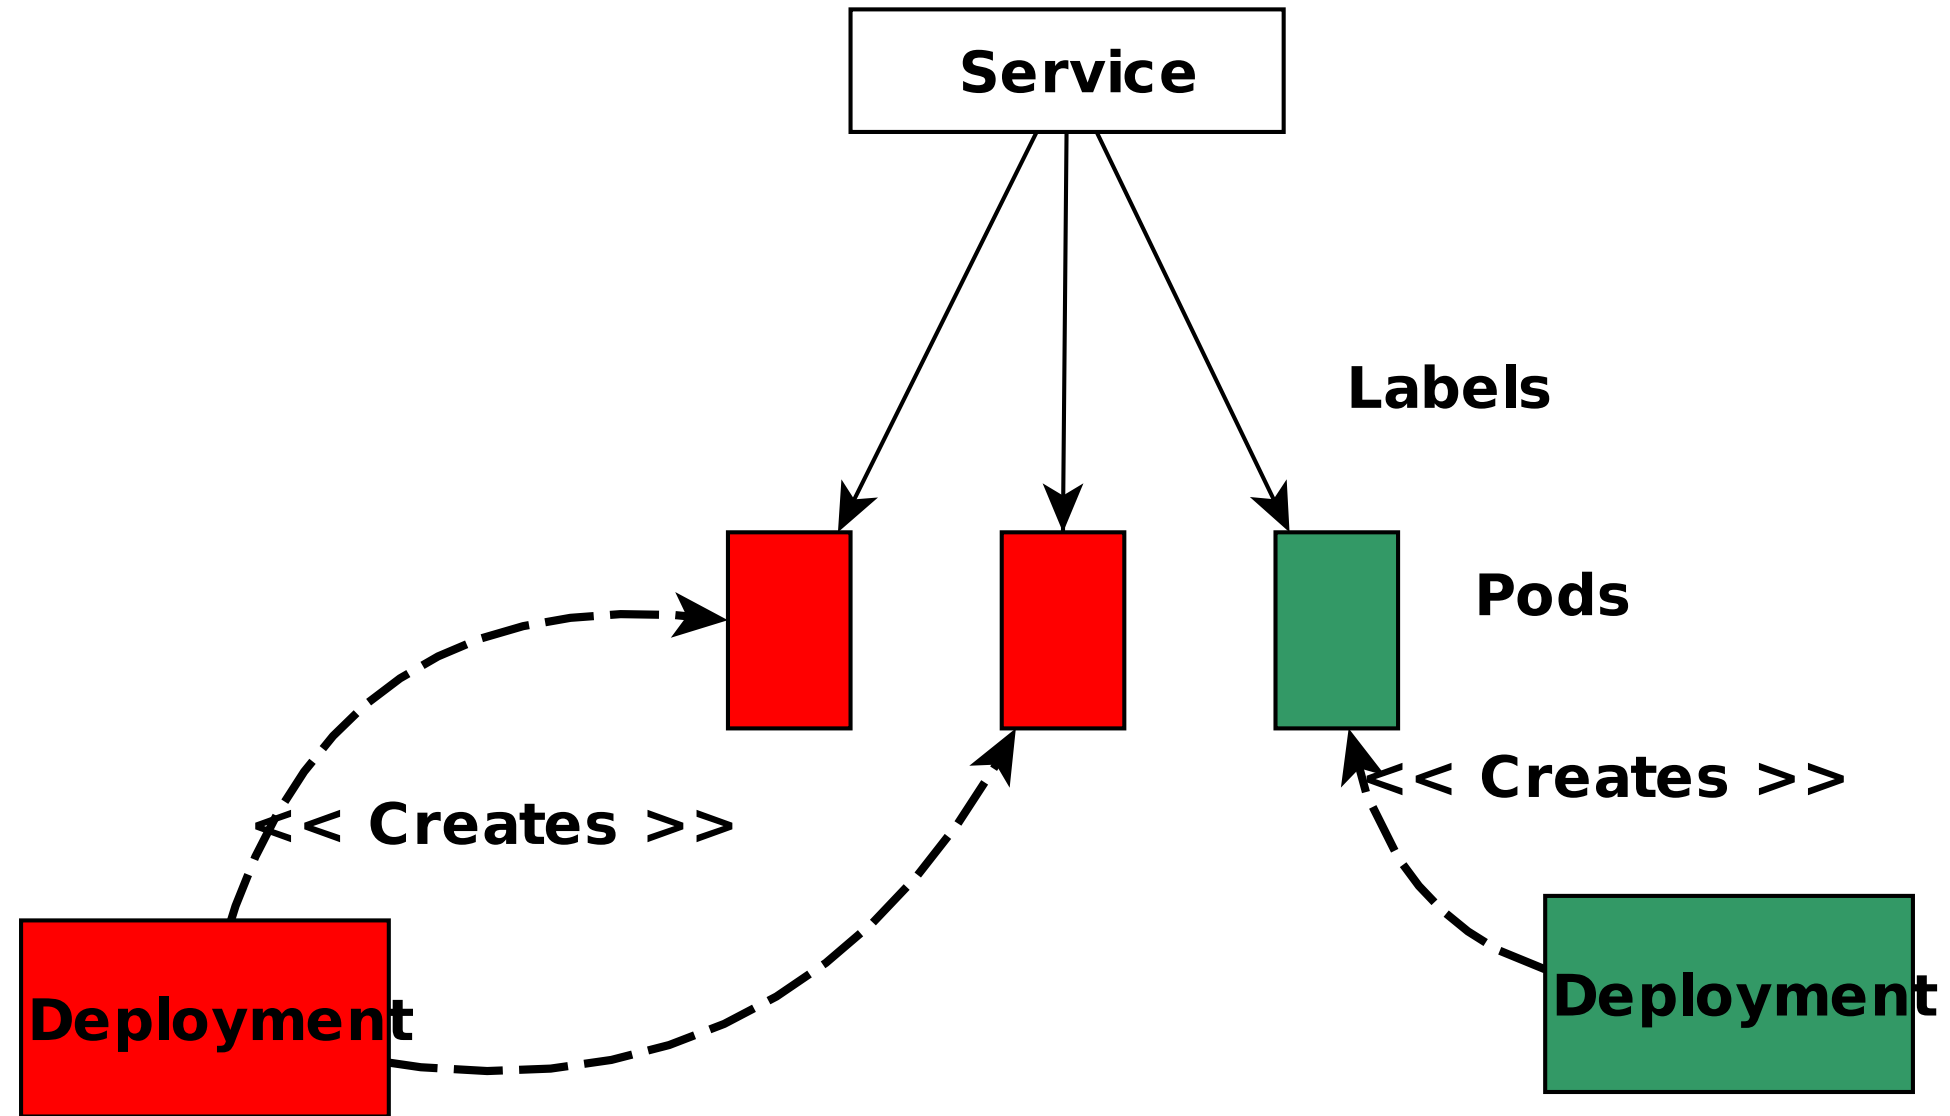 Service
Labels
Pods
<< Creates >>
<< Creates >>
Deployment
Deployment